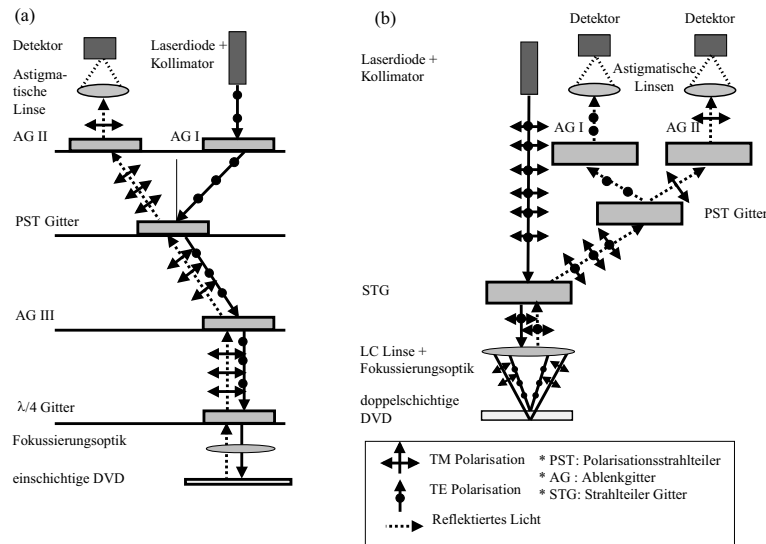 (a)
Detektor
Laserdiode +
Kollimator
Astigma-
tische
Linse
AG II
AG I
PST Gitter
AG III
λ/4 Gitter
Fokussierungsoptik
einschichtige DVD
(b)
Detektor
Detektor
Laserdiode +
Kollimator
Astigmatische
Linsen
AG I
AG II
PST Gitter
STG
LC Linse +
Fokussierungsoptik
doppelschichtige
DVD
TM Polarisation
TE Polarisation
Reflektiertes Licht
* PST: Polarisationsstrahlteiler
* AG : Ablenkgitter
* STG: Strahlteiler Gitter